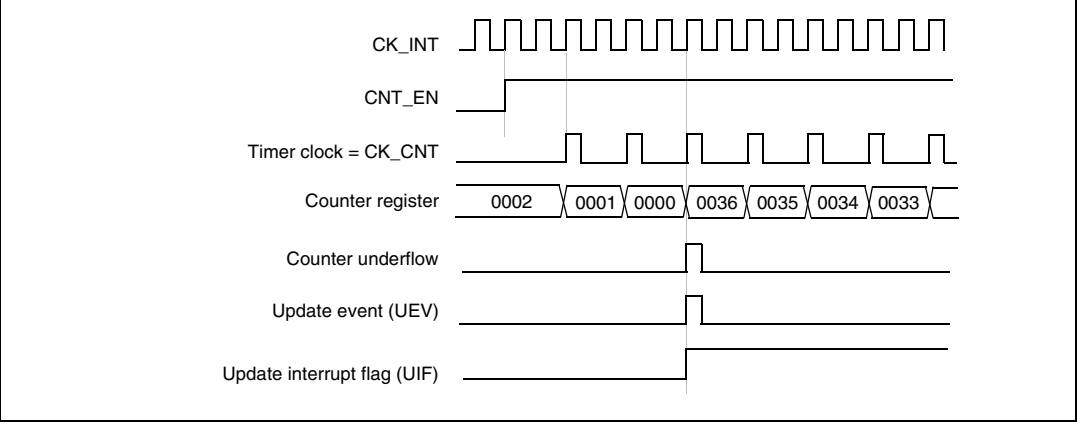 CK_INT
CNT_EN
Timer clock = CK_CNT
Counter register
0002 0001 0000 0036 0035 0034 0033
Counter underflow
Update event (UEV)
Update interrupt flag (UIF)